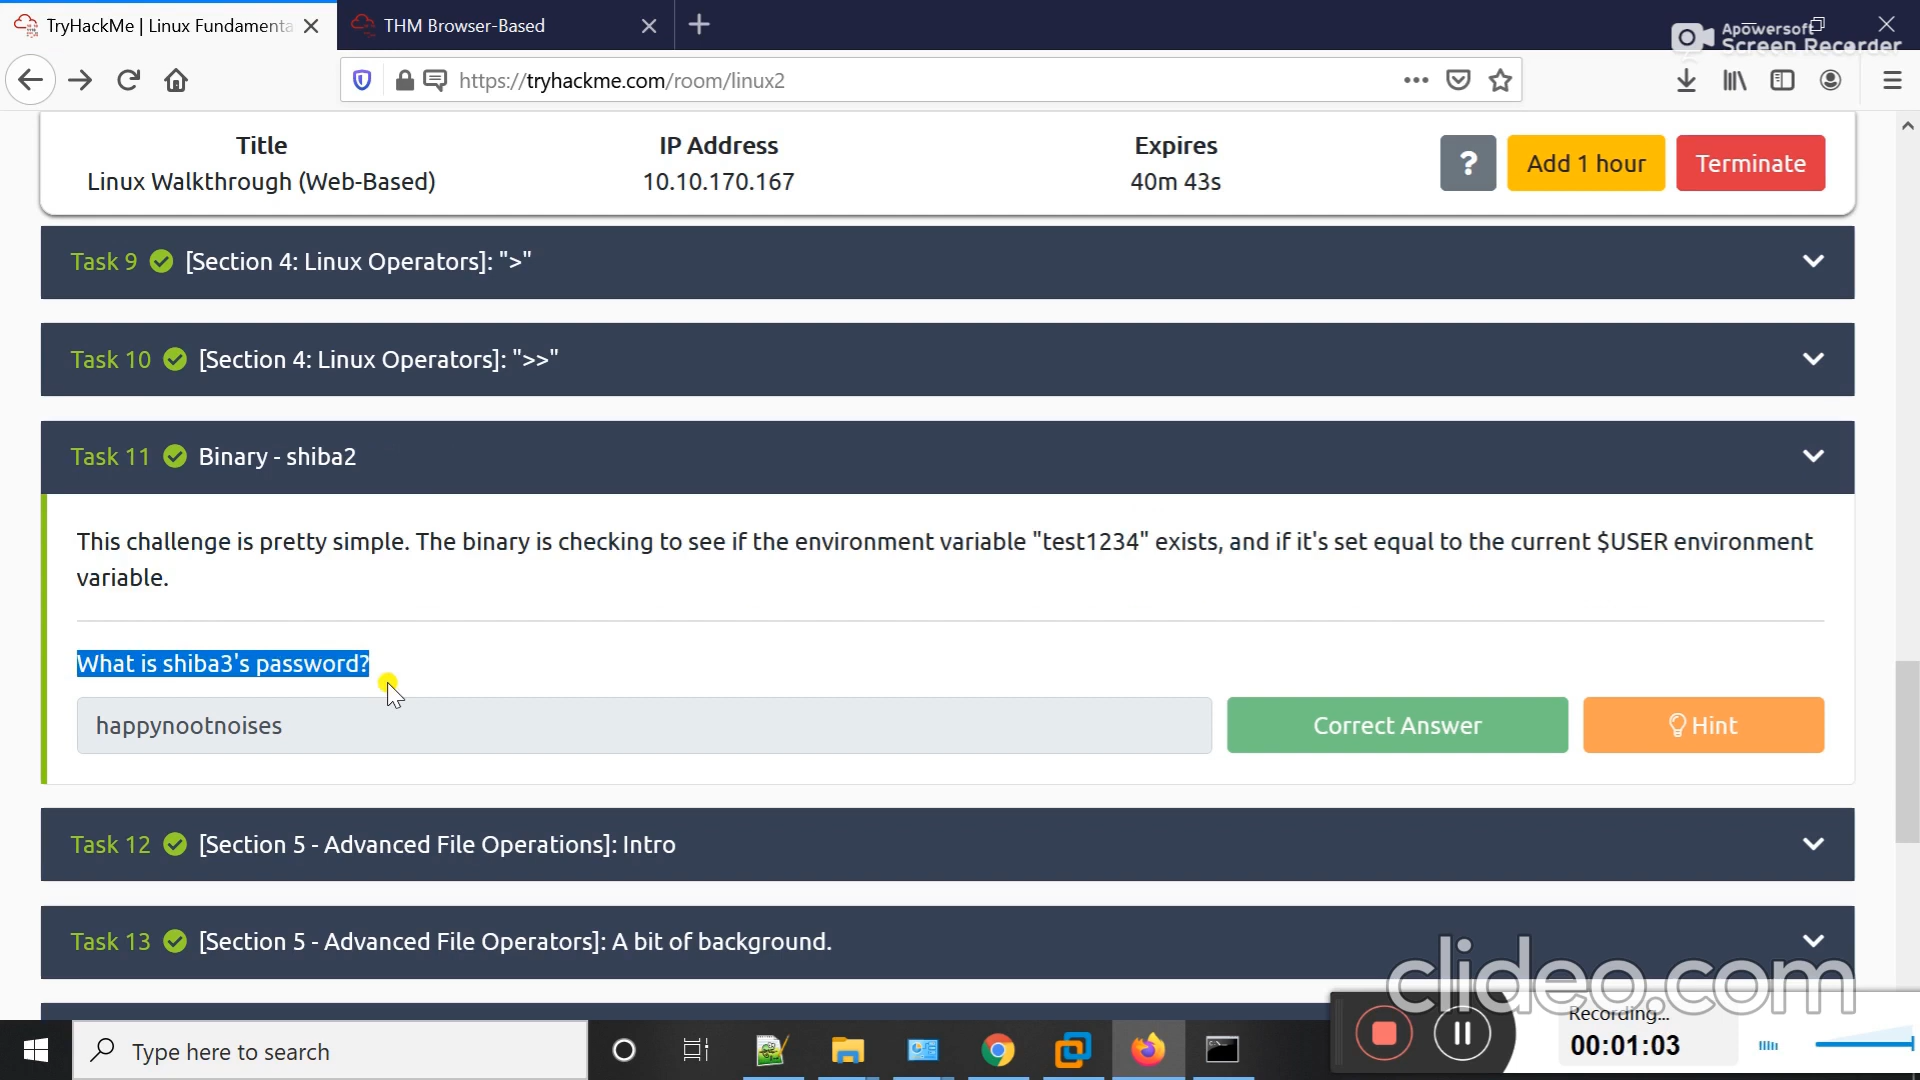 TryHackMe | Linux Fundamenta
THM Browser-Based
Apowersoft
Screen Recorder
https://tryhackme.com/room/linux2
Title
Linux Walkthrough (Web-Based)
IP Address
10.10.170.167
Expires
40m 43s
?
Add 1 hour
Terminate
Task 9 [Section 4: Linux Operators]: ">"
Task 10 [Section 4: Linux Operators]: ">>"
Task 11 Binary - shiba2
This challenge is pretty simple. The binary is checking to see if the environment variable "test1234" exists, and if it's set equal to the current $USER environment
variable.
What is shiba3's password?
happynootnoises
Correct Answer
Hint
Task 12 [Section 5 - Advanced File Operations]: Intro
Task 13 [Section 5 - Advanced File Operators]: A bit of background.
clideo.com
Recording...
00:01:03
Type here to search